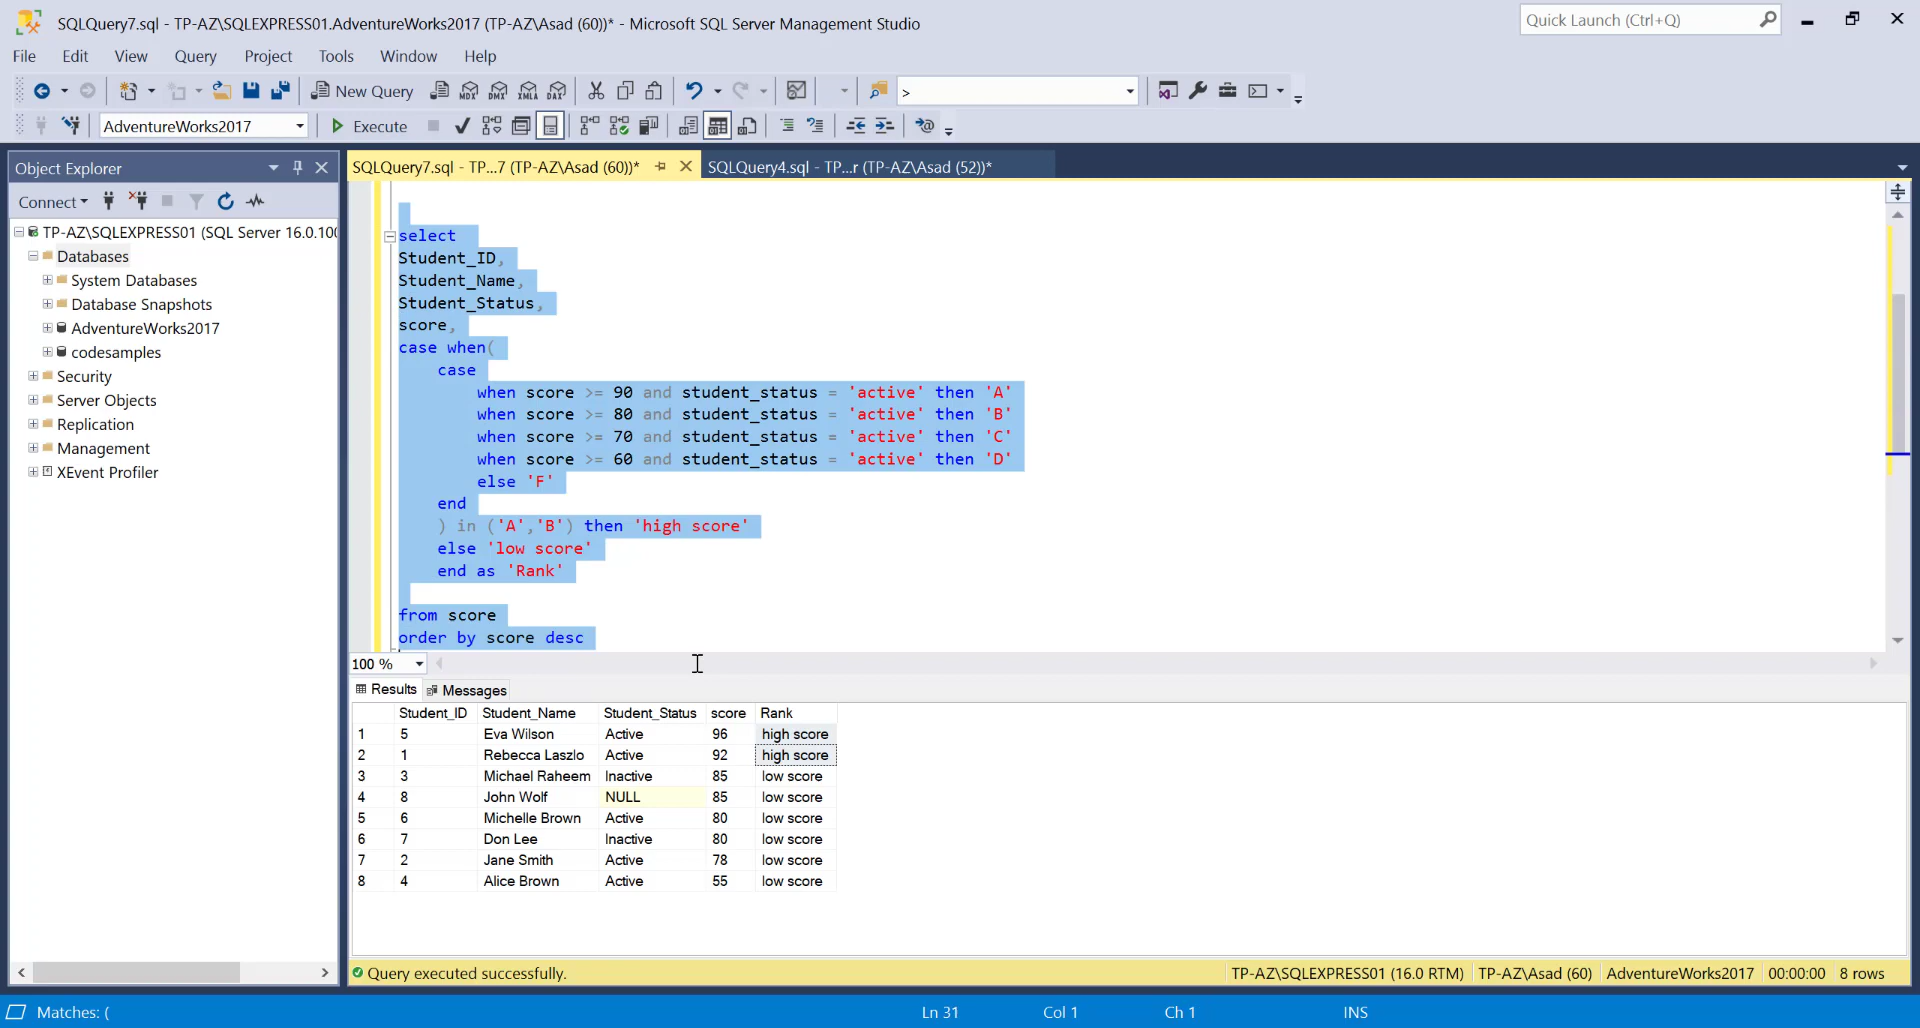 SQLQuery7.sql - TP-AZ\SQLEXPRESS01.AdventureWorks2017 (TP-AZ\Asad (60))* - Microsoft SQL Server Management Studio
Quick Launch (Ctrl+Q)
File Edit View Query Project Tools Window Help
New Query MDX DMX XMLA DAX >
AdventureWorks2017 Execute
Object Explorer
SQLQuery7.sql - TP...7 (TP-AZ\Asad (60))* SQLQuery4.sql - TP...r (TP-AZ\Asad (52))*
Connect
TP-AZ\SQLEXPRESS01 (SQL Server 16.0.100
Databases
System Databases
Database Snapshots
AdventureWorks2017
codesamples
Security
Server Objects
Replication
Management
XEvent Profiler
select
Student_ID,
Student_Name,
Student_Status,
score,
case when(
case
when score >= 90 and student_status = 'active' then 'A'
when score >= 80 and student_status = 'active' then 'B'
when score >= 70 and student_status = 'active' then 'C'
when score >= 60 and student_status = 'active' then 'D'
else 'F'
end
) in ('A','B') then 'high score'
else 'low score'
end as 'Rank'
from score
order by score desc
100 %
Results Messages
Student_ID Student_Name Student_Status score Rank
1 5 Eva Wilson Active 96 high score
2 1 Rebecca Laszlo Active 92 high score
3 3 Michael Raheem Inactive 85 low score
4 8 John Wolf NULL 85 low score
5 6 Michelle Brown Active 80 low score
6 7 Don Lee Inactive 80 low score
7 2 Jane Smith Active 78 low score
8 4 Alice Brown Active 55 low score
Query executed successfully. TP-AZ\SQLEXPRESS01 (16.0 RTM) TP-AZ\Asad (60) AdventureWorks2017 00:00:00 8 rows
Matches: ( Ln 31 Col 1 Ch 1 INS